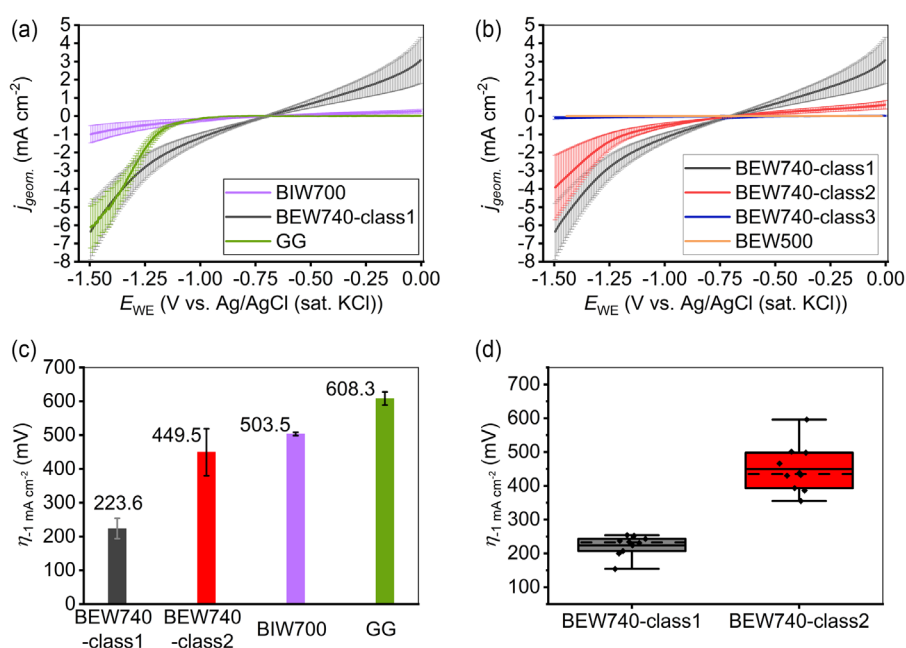 (a)
5
4
3
2
1
0
-1
-2
-3
-4
-5
-6
-7
-8
j geom. (mA cm-2)
BIW700
BEW740-class1
GG
-1.50 -1.25 -1.00 -0.75 -0.50 -0.25 0.00
EWE (V vs. Ag/AgCl (sat. KCl))
(b)
5
4
3
2
1
0
-1
-2
-3
-4
-5
-6
-7
-8
j geom. (mA cm-2)
BEW740-class1
BEW740-class2
BEW740-class3
BEW500
-1.50 -1.25 -1.00 -0.75 -0.50 -0.25 0.00
EWE (V vs. Ag/AgCl (sat. KCl))
(c)
700
600
500
400
300
200
100
0
η-1 mA cm-2 (mV)
223.6
449.5
503.5
608.3
BEW740
-class1
BEW740
-class2
BIW700
GG
(d)
700
600
500
400
300
200
100
η-1 mA cm-2 (mV)
BEW740-class1
BEW740-class2